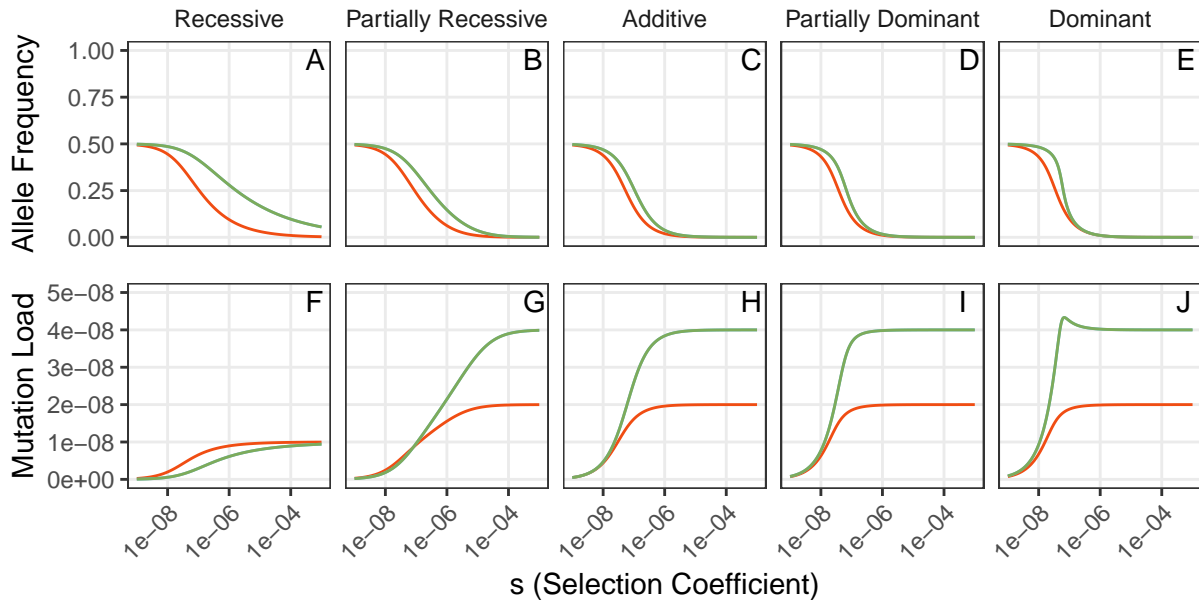 Recessive Partially Recessive Additive Partially Dominant Dominant
Allele Frequency
1.00
0.75
0.50
0.25
0.00
A B C D E
Mutation Load
5e−08
4e−08
3e−08
2e−08
1e−08
0e+00
F G H I J
1e−08 1e−06 1e−04 1e−08 1e−06 1e−04 1e−08 1e−06 1e−04 1e−08 1e−06 1e−04 1e−08 1e−06 1e−04
s (Selection Coefficient)